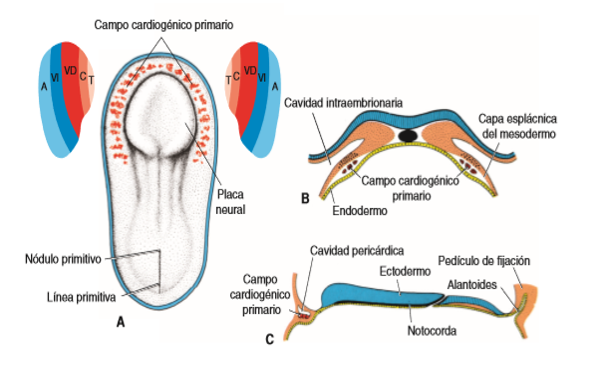 Campo cardiogénico primario
A
VI
VD
C
T
T
C
VD
VI
A
Placa
neural
Nódulo primitivo
Línea primitiva
A
Cavidad intraembrionaria
Capa esplácnica
del mesodermo
Campo cardiogénico
primario
B
Endodermo
Cavidad pericárdica
Ectodermo
Pedículo de fijación
Alantoides
Campo
cardiogénico
primario
Notocorda
C